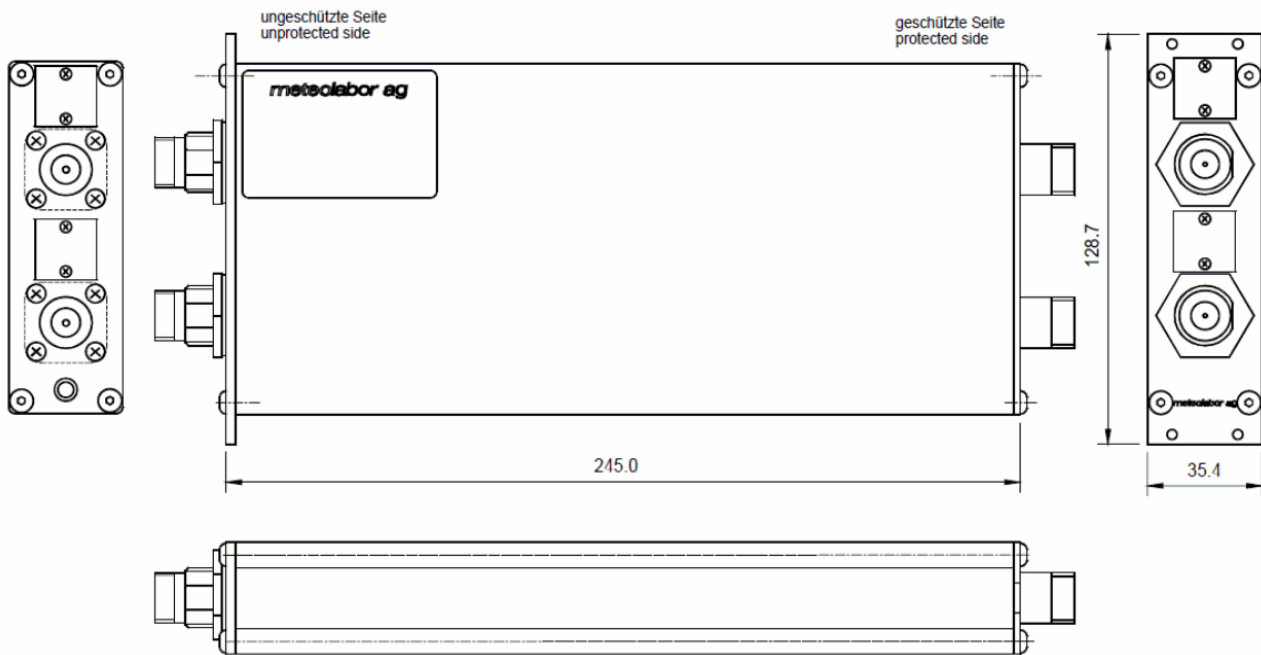 ungeschützte Seite
unprotected side
geschützte Seite
protected side
meteolabor ag
128.7
meteolabor ag
245.0
35.4